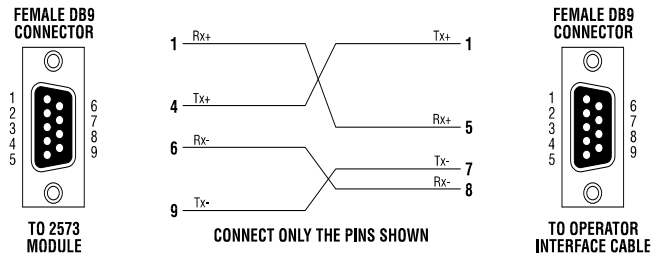 FEMALE DB9
CONNECTOR
1
2
3
4
5
6
7
8
9
TO 2573
MODULE
1 Rx+
4 Tx+
6 Rx-
9 Tx-
Tx+ 1
Rx+ 5
Tx- 7
Rx- 8
CONNECT ONLY THE PINS SHOWN
FEMALE DB9
CONNECTOR
1
2
3
4
5
6
7
8
9
TO OPERATOR
INTERFACE CABLE